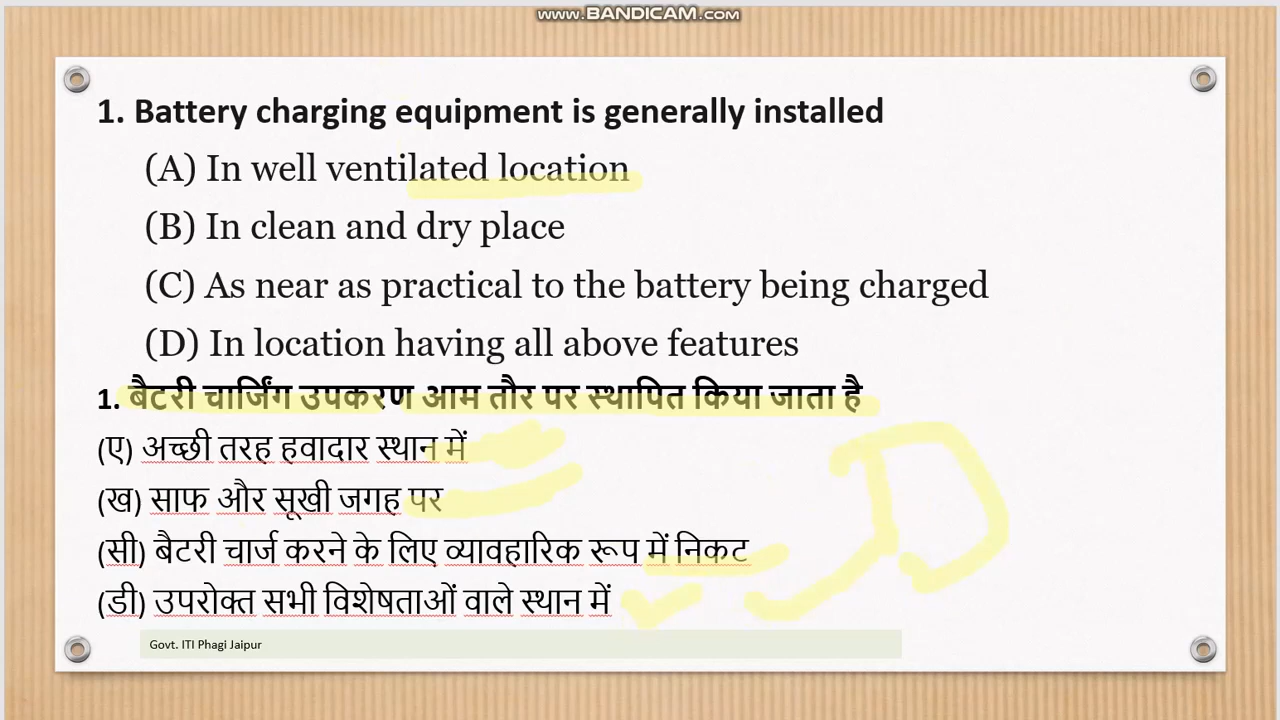 www.BANDICAM.com
1. Battery charging equipment is generally installed
(A) In well ventilated location
(B) In clean and dry place
(C) As near as practical to the battery being charged
(D) In location having all above features
1. बैटरी चार्जिंग उपकरण आम तौर पर स्थापित किया जाता है
(ए) अच्छी तरह हवादार स्थान में
(ख) साफ और सूखी जगह पर
(सी) बैटरी चार्ज करने के लिए व्यावहारिक रूप में निकट
(डी) उपरोक्त सभी विशेषताओं वाले स्थान में
D
Govt. ITI Phagi Jaipur